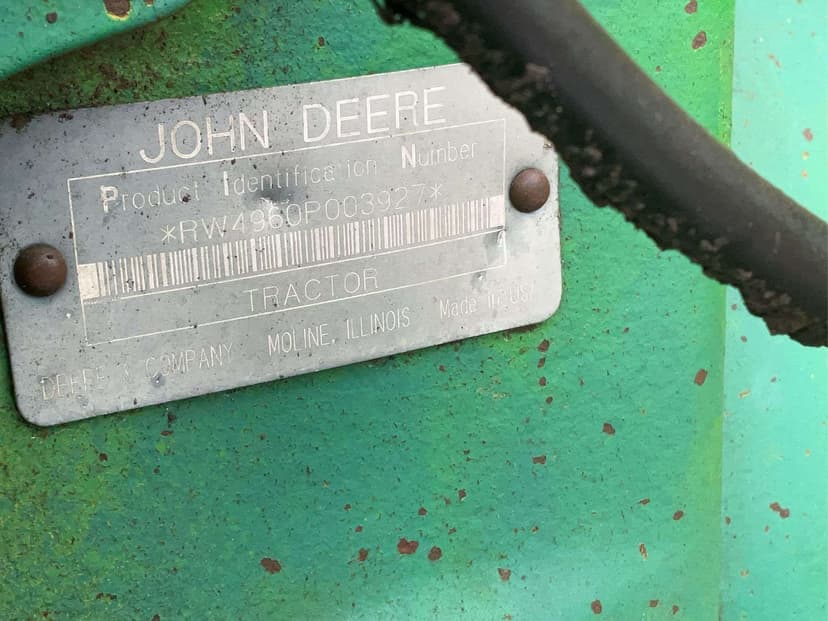 JOHN DEERE
Product Identification Number
*RW4960P003927*
TRACTOR
DEERE & COMPANY MOLINE, ILLINOIS Made in USA